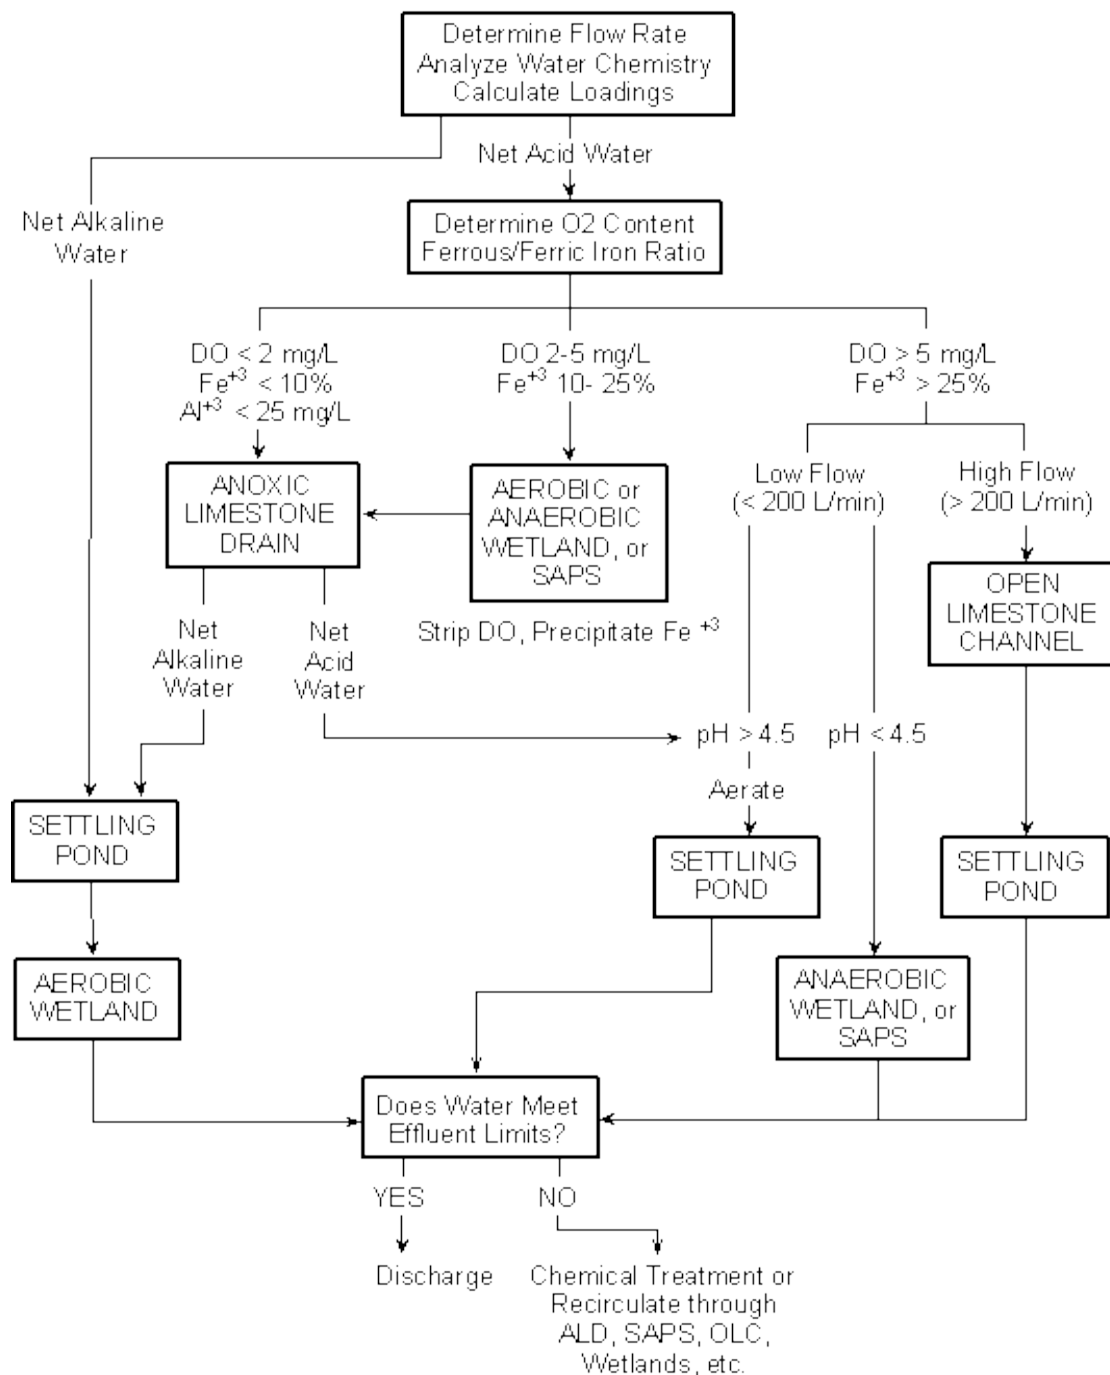 Determine Flow Rate
Analyze Water Chemistry
Calculate Loadings
Net Acid Water
Net Alkaline
Water
Determine O2 Content
Ferrous/Ferric Iron Ratio
DO < 2 mg/L
Fe+3 < 10%
Al+3 < 25 mg/L
DO 2-5 mg/L
Fe+3 10- 25%
DO > 5 mg/L
Fe+3 > 25%
Low Flow
(< 200 L/min)
High Flow
(> 200 L/min)
ANOXIC
LIMESTONE
DRAIN
AEROBIC or
ANAEROBIC
WETLAND, or
SAPS
Strip DO, Precipitate Fe +3
OPEN
LIMESTONE
CHANNEL
Net
Alkaline
Water
Net
Acid
Water
pH > 4.5
pH < 4.5
Aerate
SETTLING
POND
SETTLING
POND
SETTLING
POND
AEROBIC
WETLAND
ANAEROBIC
WETLAND, or
SAPS
Does Water Meet
Effluent Limits?
YES
NO
Discharge
Chemical Treatment or
Recirculate through
ALD, SAPS, OLC,
Wetlands, etc.